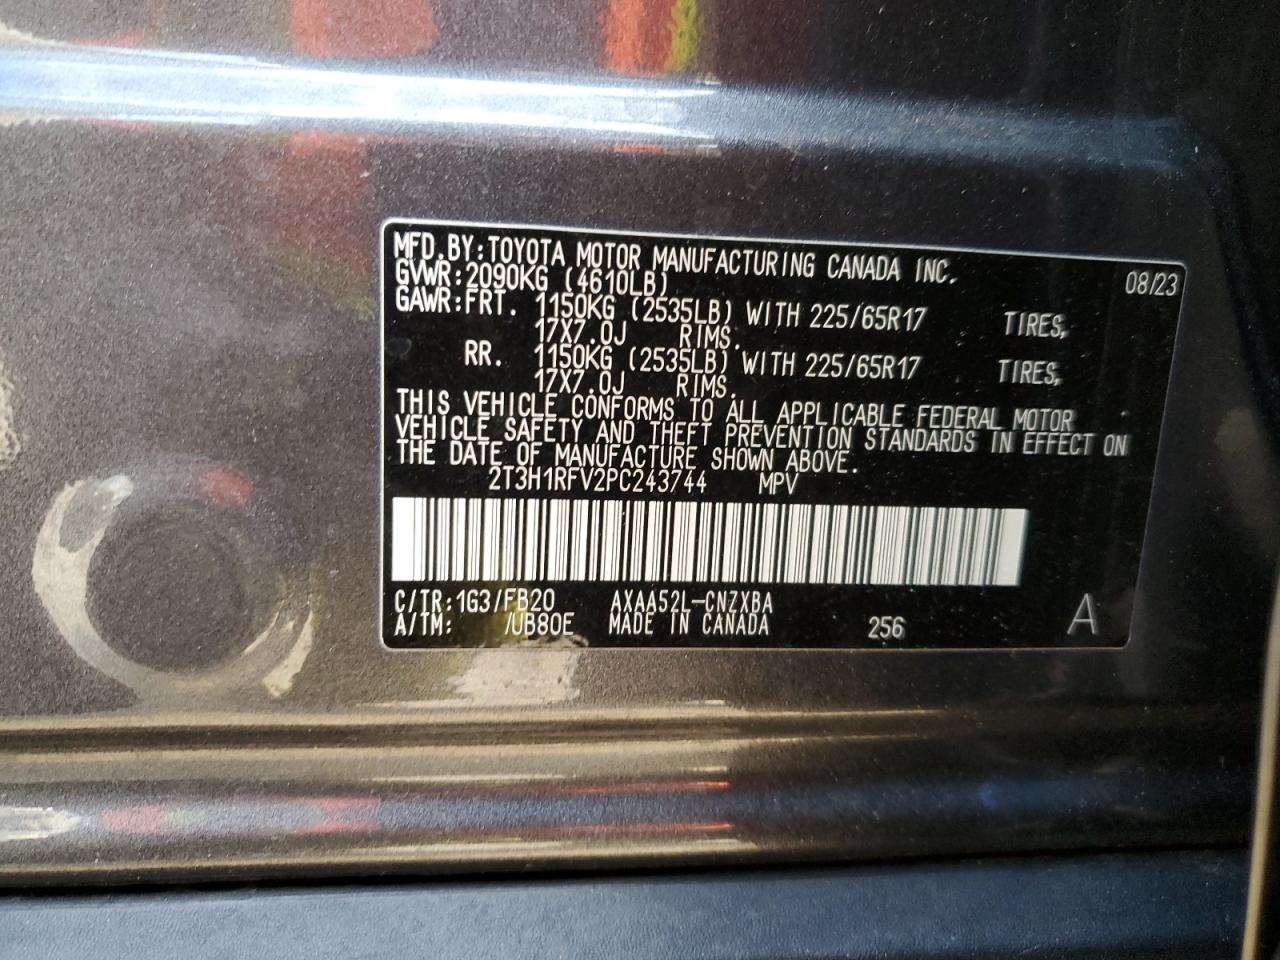 MFD.BY:TOYOTA MOTOR MANUFACTURING CANADA INC. 08/23
GVWR:2090KG (4610LB)
GAWR:FRT. 1150KG (2535LB) WITH 225/65R17 TIRES,
17X7.0J RIMS.
RR. 1150KG (2535LB) WITH 225/65R17 TIRES,
17X7.0J RIMS.
THIS VEHICLE CONFORMS TO ALL APPLICABLE FEDERAL MOTOR
VEHICLE SAFETY AND THEFT PREVENTION STANDARDS IN EFFECT ON
THE DATE OF MANUFACTURE SHOWN ABOVE.
2T3H1RFV2PC243744 MPV
C/TR:1G3/FB20 AXAA52L-CNZXBA
A/TM: /UB80E MADE IN CANADA 256 A